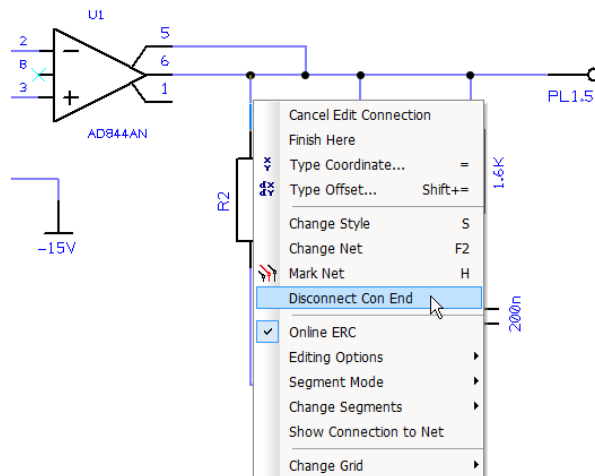 U1
2
8
3
5
6
1
AD844AN
PL1.5
-15V
R2
1.6K
200n
Cancel Edit Connection
Finish Here
Type Coordinate... =
Type Offset... Shift+=
Change Style S
Change Net F2
Mark Net H
Disconnect Con End
Online ERC
Editing Options
Segment Mode
Change Segments
Show Connection to Net
Change Grid